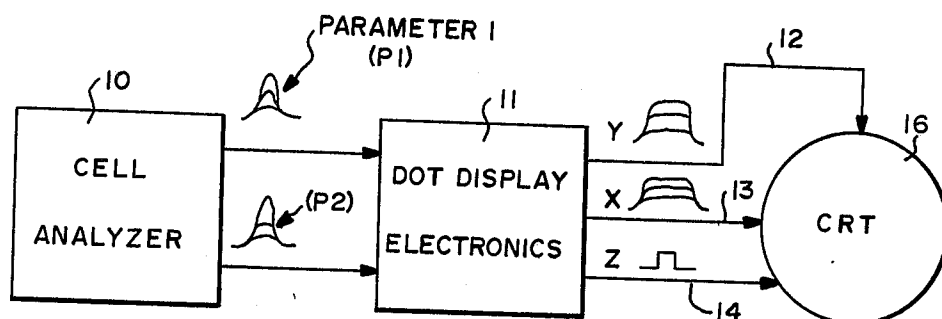 PARAMETER 1
(P1)
12
10
11
16
CELL
ANALYZER
(P2)
DOT DISPLAY
ELECTRONICS
Y
X
13
Z
14
CRT